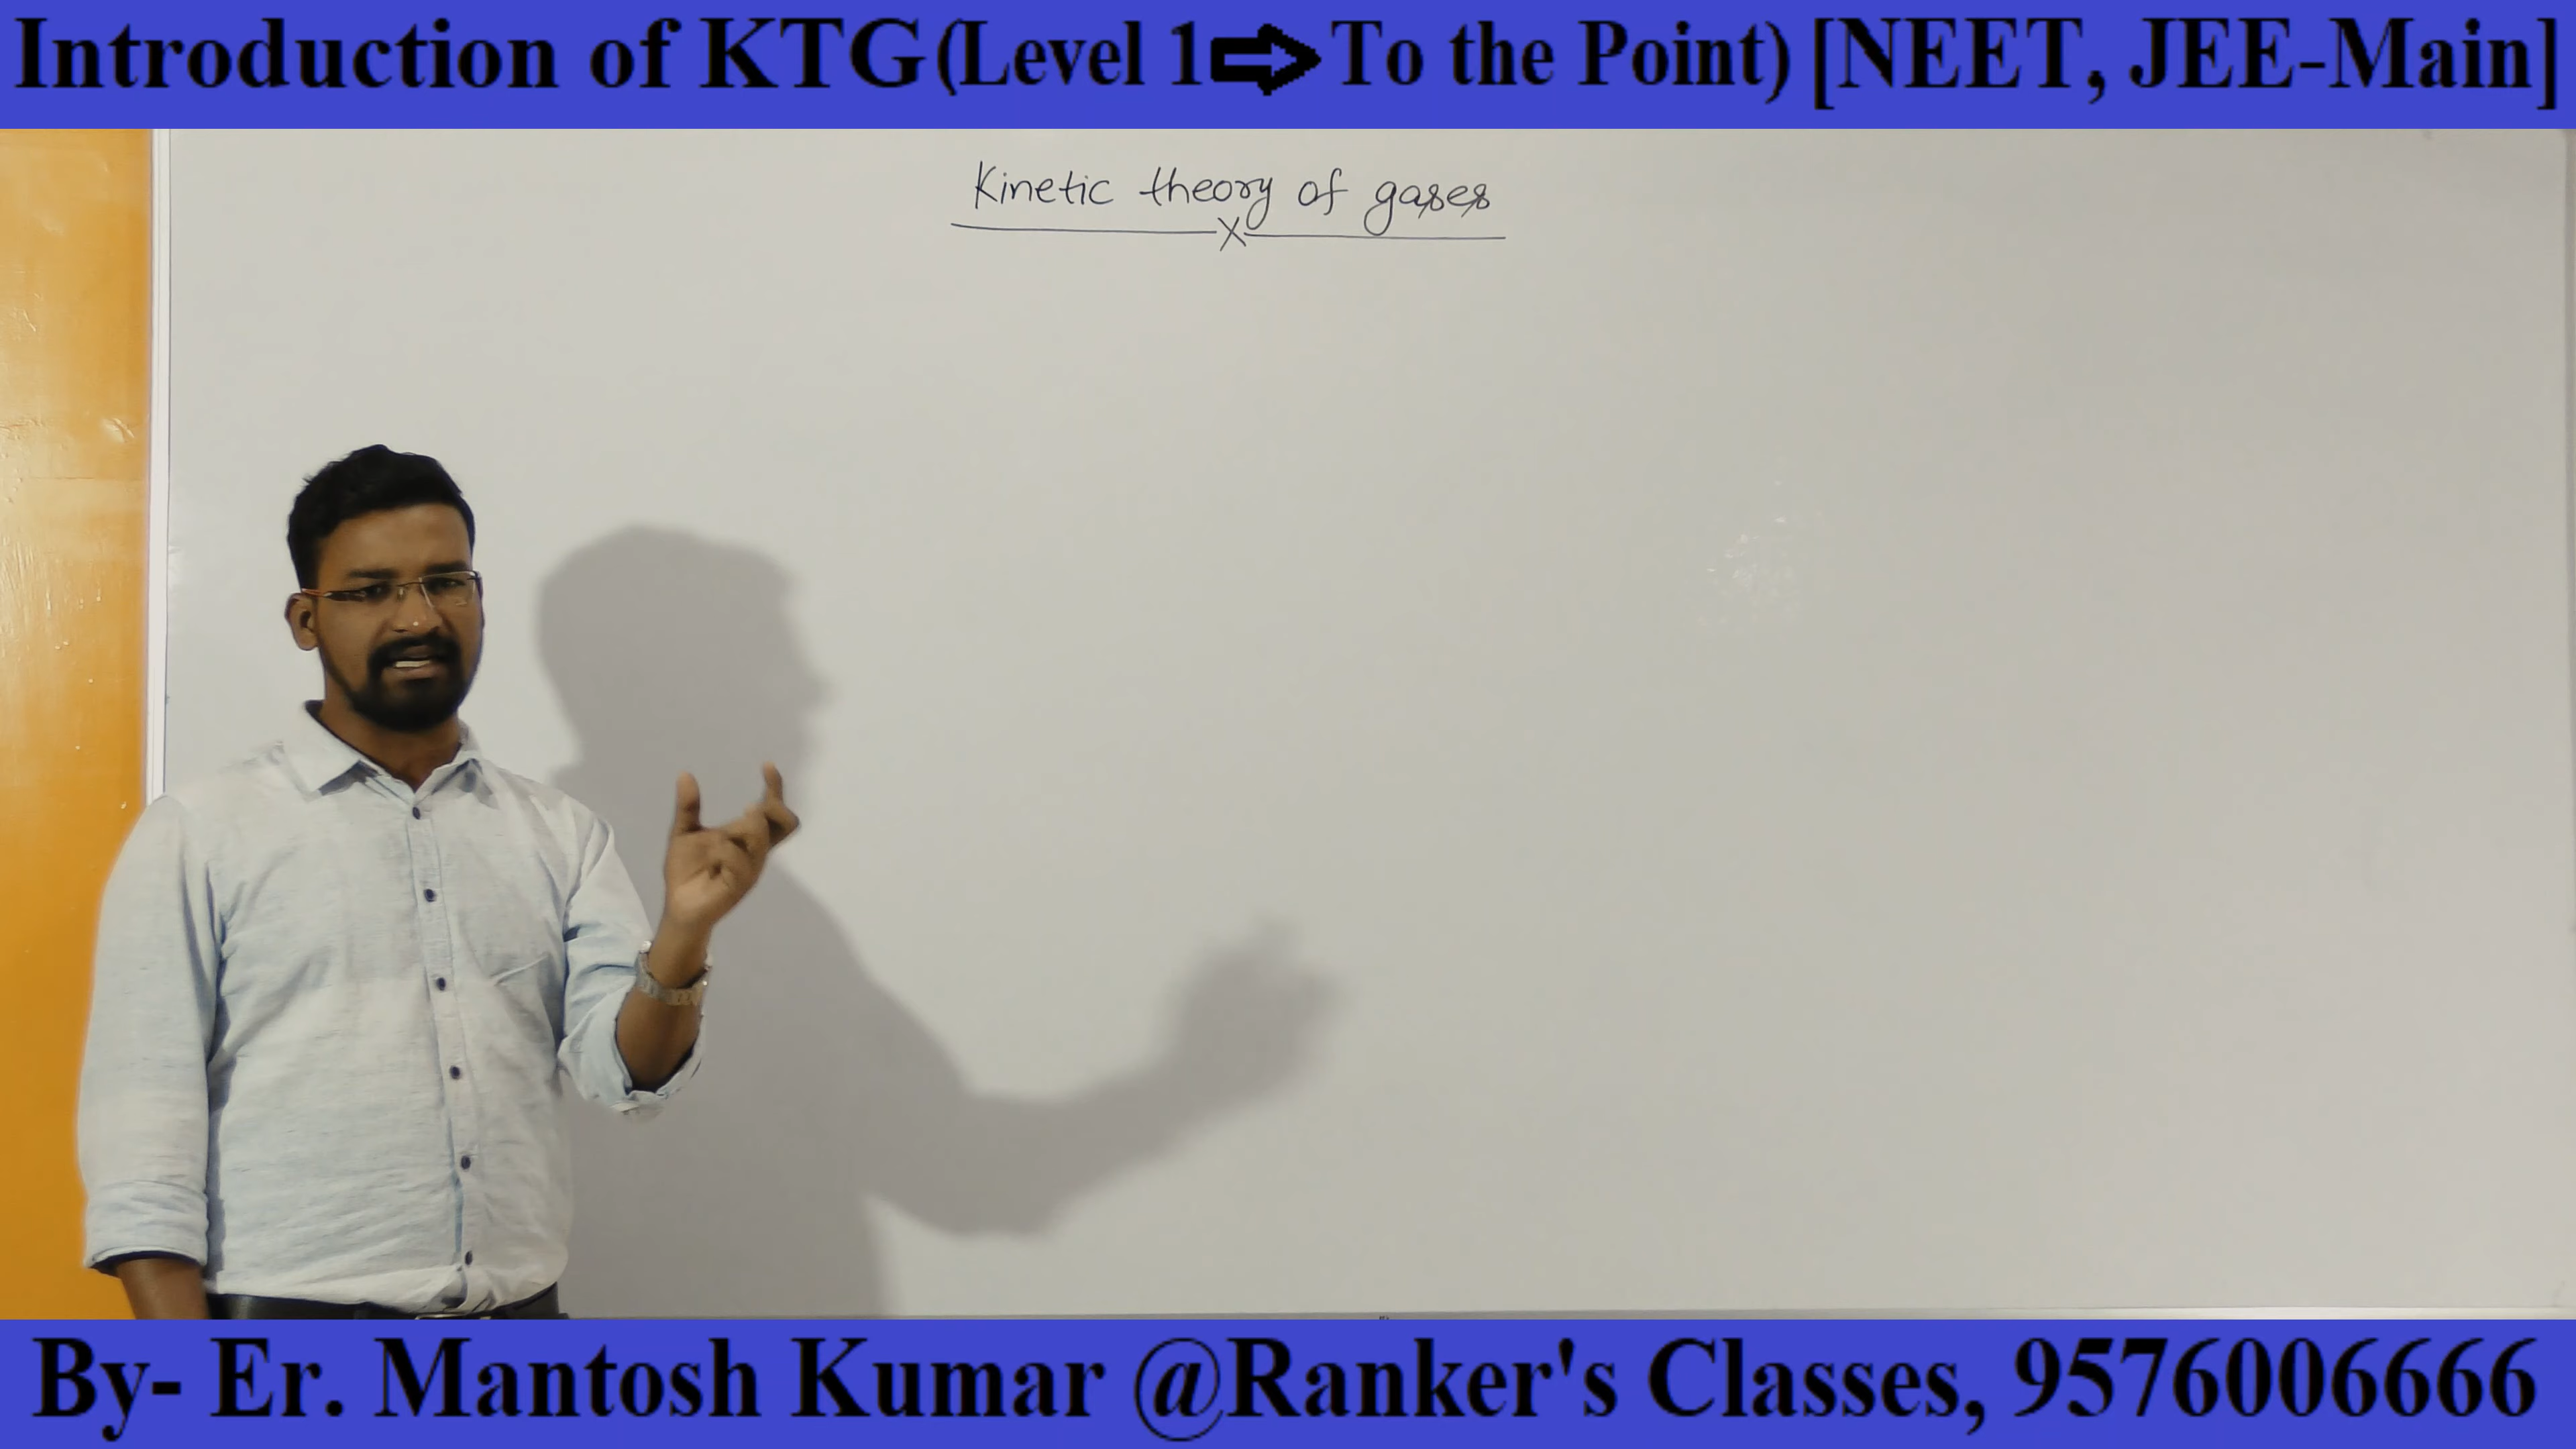 Introduction of KTG(Level 1⇨To the Point) [NEET, JEE-Main]
Kinetic theory of gases
x
By- Er. Mantosh Kumar @Ranker's Classes, 9576006666